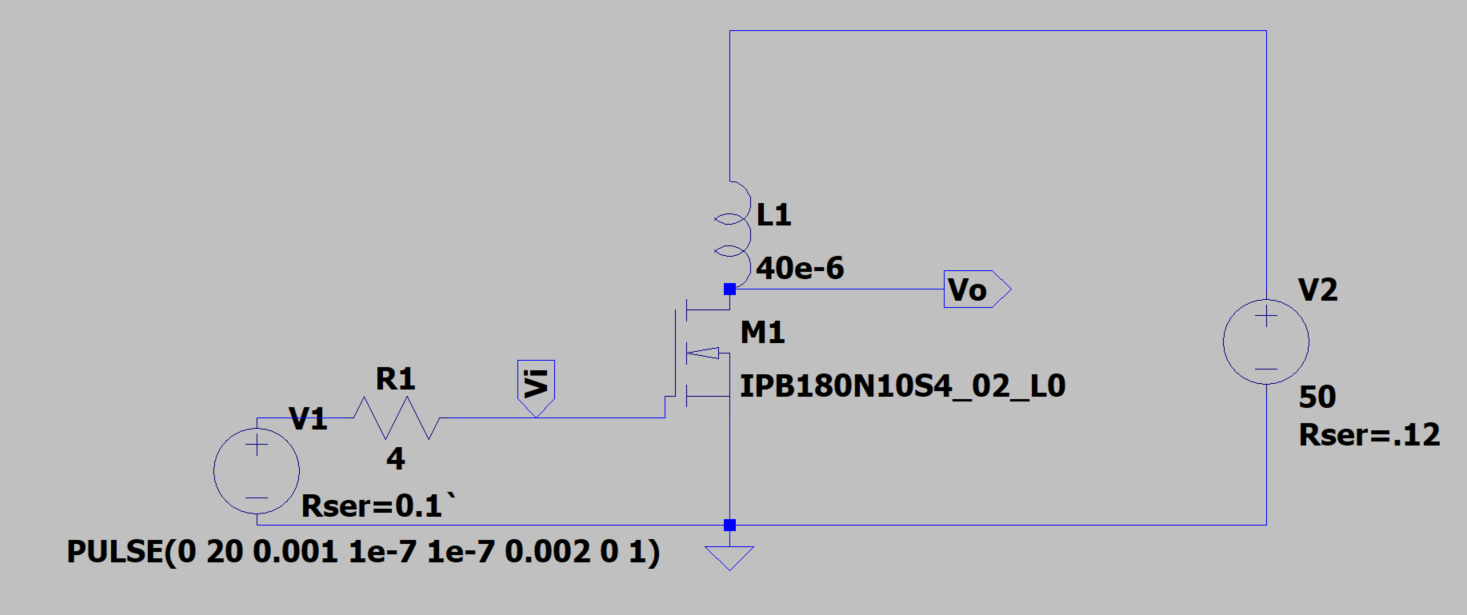 L1
40e-6
Vo
V2
M1
Vi
R1
IPB180N10S4_02_L0
50
V1
Rser=.12
4
Rser=0.1`
PULSE(0 20 0.001 1e-7 1e-7 0.002 0 1)